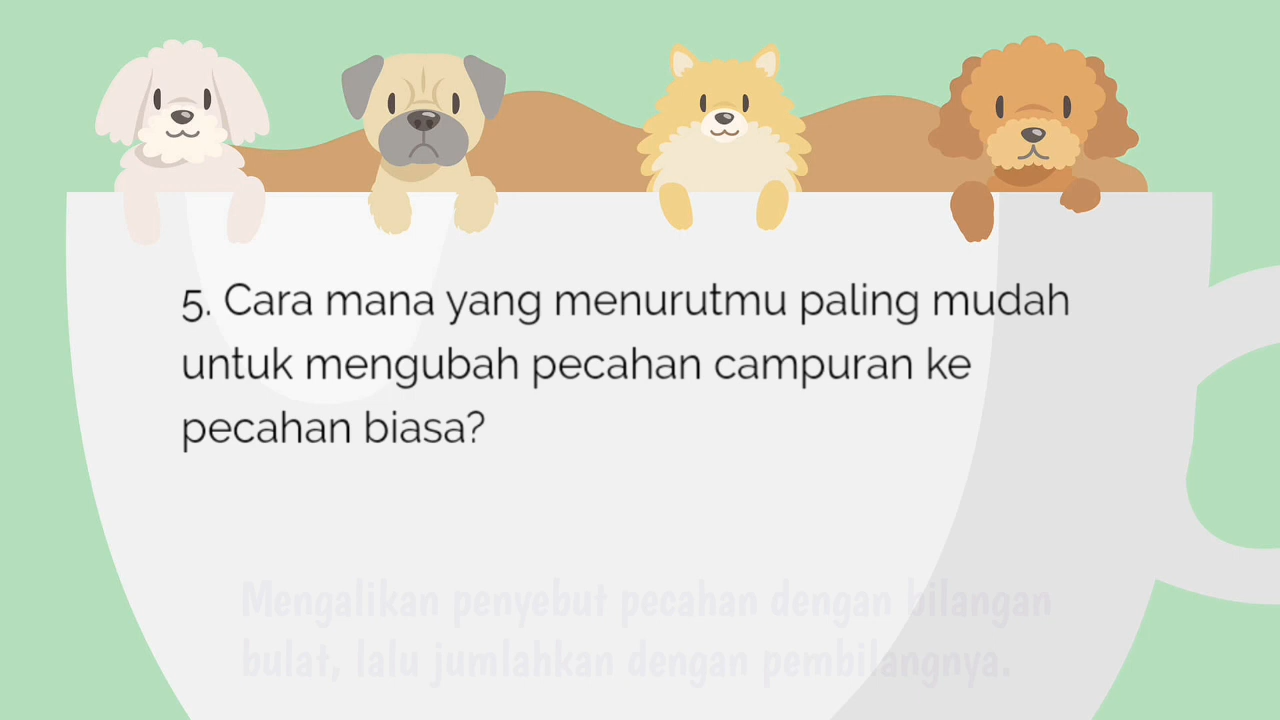 5. Cara mana yang menurutmu paling mudah
untuk mengubah pecahan campuran ke
pecahan biasa?
Mengalikan penyebut pecahan dengan bilangan
bulat, lalu jumlahkan dengan pembilangnya.